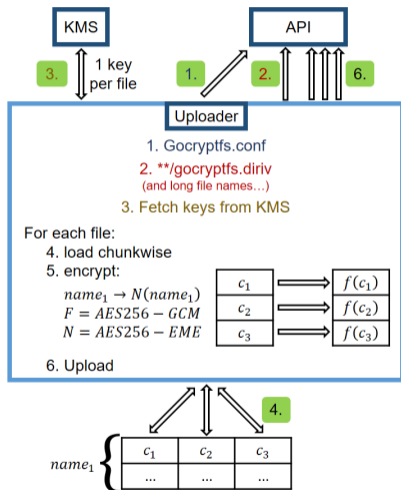 KMS
API
3.
1 key
per file
1.
2.
6.
Uploader
1. Gocryptfs.conf
2. **/gocryptfs.diriv
(and long file names...)
3. Fetch keys from KMS
For each file:
4. load chunkwise
5. encrypt:
name₁ → N(name₁)
F = AES256 − GCM
N = AES256 − EME
c₁
f(c₁)
c₂
f(c₂)
c₃
f(c₃)
6. Upload
4.
name₁
c₁ c₂ c₃
... ... ...